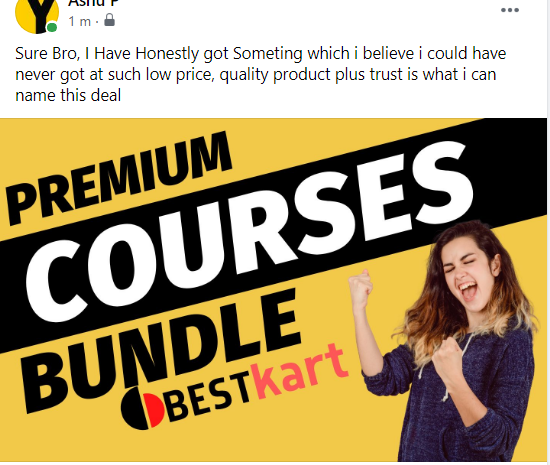 Ashu P
1 m ·
Sure Bro, I Have Honestly got Someting which i believe i could have
never got at such low price, quality product plus trust is what i can
name this deal
PREMIUM
COURSES
BUNDLE
BESTkart